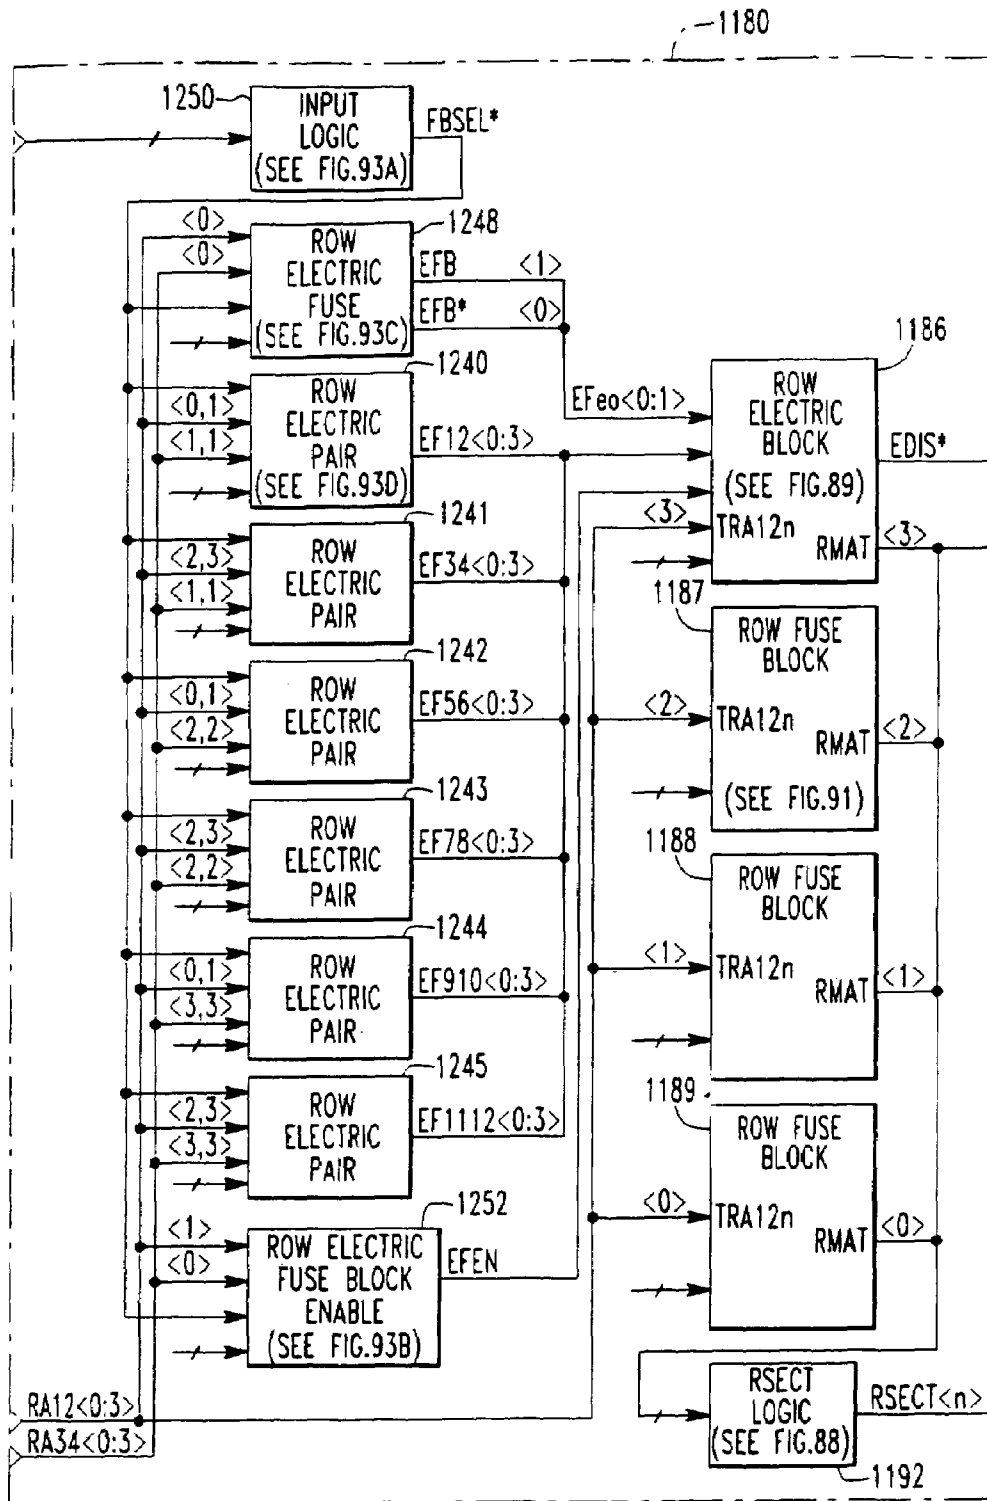 1180
1250
INPUT
LOGIC
(SEE FIG.93A)
FBSEL*
<0>
<0>
1248
ROW
ELECTRIC
FUSE
(SEE FIG.93C)
EFB
<1>
EFB*
<0>
1240
<0,1>
<1,1>
ROW
ELECTRIC
PAIR
(SEE FIG.93D)
EF12<0:3>
1241
<2,3>
<1,1>
ROW
ELECTRIC
PAIR
EF34<0:3>
1242
<0,1>
<2,2>
ROW
ELECTRIC
PAIR
EF56<0:3>
1243
<2,3>
<2,2>
ROW
ELECTRIC
PAIR
EF78<0:3>
1244
<0,1>
<3,3>
ROW
ELECTRIC
PAIR
EF910<0:3>
1245
<2,3>
<3,3>
ROW
ELECTRIC
PAIR
EF1112<0:3>
1252
<1>
<0>
ROW ELECTRIC
FUSE BLOCK
ENABLE
(SEE FIG.93B)
EFEN
RA12<0:3>
RA34<0:3>
1186
EFeo<0:1>
ROW
ELECTRIC
BLOCK
(SEE FIG.89)
EDIS*
<3>
TRA12n
RMAT
<3>
1187
ROW FUSE
BLOCK
<2>
TRA12n
RMAT
<2>
(SEE FIG.91)
1188
ROW FUSE
BLOCK
<1>
TRA12n
RMAT
<1>
1189
ROW FUSE
BLOCK
<0>
TRA12n
RMAT
<0>
RSECT
LOGIC
(SEE FIG.88)
RSECT<n>
1192